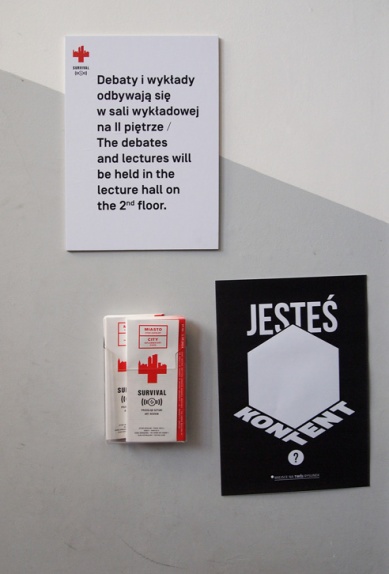 SURVIVAL
Debaty i wykłady
odbywają się
w sali wykładowej
na II piętrze /
The debates
and lectures will
be held in the
lecture hall on
the 2nd floor.
MIASTO
CITY
SURVIVAL
JESTEŚ
KONTENT
?